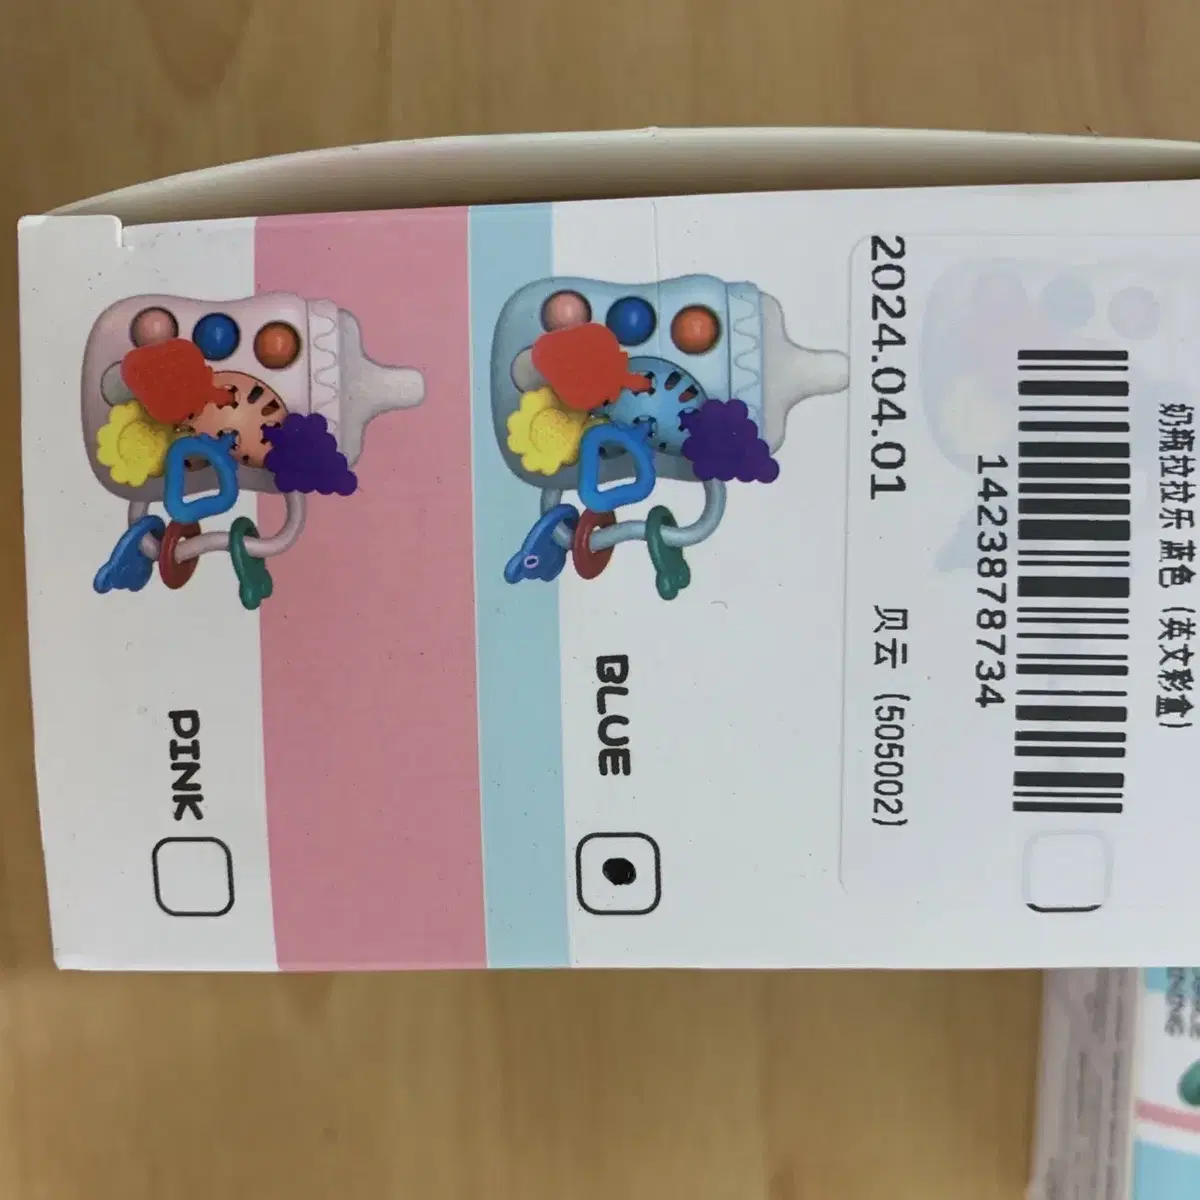 奶瓶拉拉乐 蓝色（英文彩盒）
1423878734
2024.04.01 贝云（505002）
BLUE
PINK